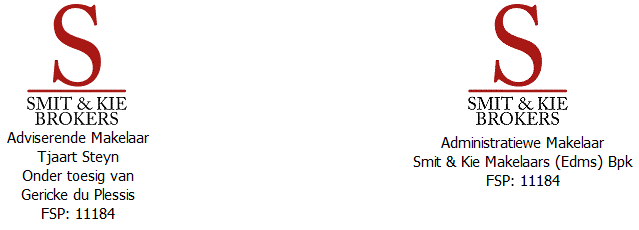 S
SMIT & KIE
BROKERS
Adviserende Makelaar
Tjaart Steyn
Onder toesig van
Gericke du Plessis
FSP: 11184
S
SMIT & KIE
BROKERS
Administratiewe Makelaar
Smit & Kie Makelaars (Edms) Bpk
FSP: 11184